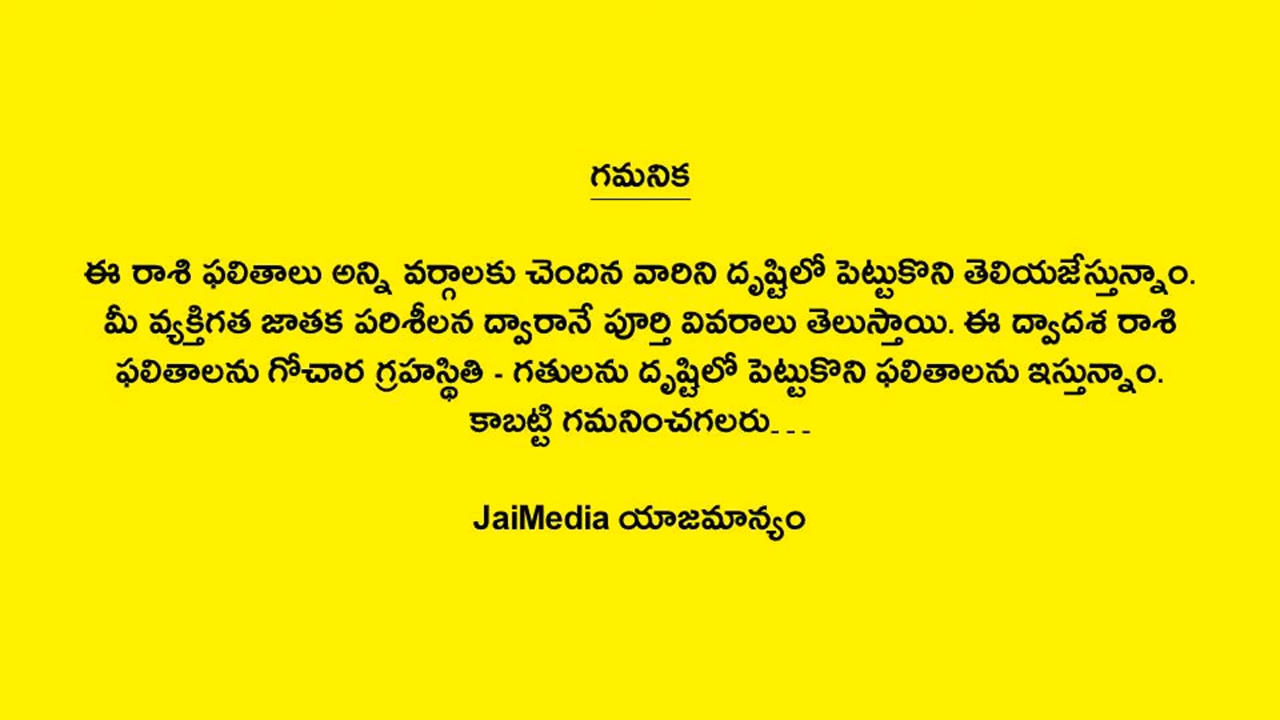 గమనిక
ఈ రాశి ఫలితాలు అన్ని వర్గాలకు చెందిన వారిని దృష్టిలో పెట్టుకొని తెలియజేస్తున్నాం.
మీ వ్యక్తిగత జాతక పరిశీలన ద్వారానే పూర్తి వివరాలు తెలుస్తాయి. ఈ ద్వాదశ రాశి
ఫలితాలను గోచార గ్రహస్థితి - గతులను దృష్టిలో పెట్టుకొని ఫలితాలను ఇస్తున్నాం.
కాబట్టి గమనించగలరు...
JaiMedia యాజమాన్యం